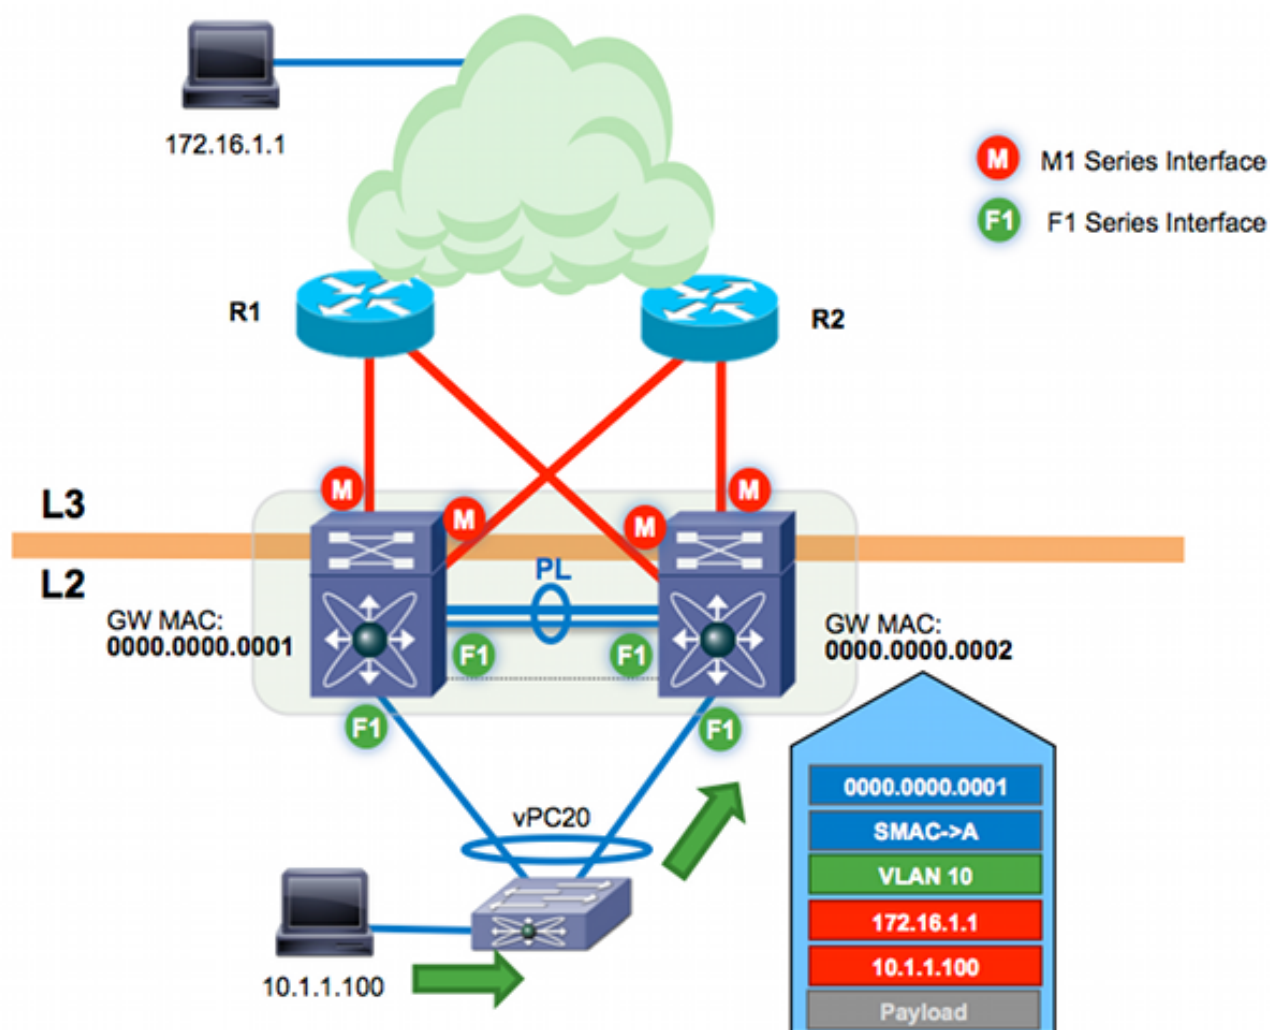 172.16.1.1
M
M1 Series Interface
F1
F1 Series Interface
R1
R2
M
M
M
M
L3
L2
PL
GW MAC:
0000.0000.0001
GW MAC:
0000.0000.0002
F1
F1
F1
F1
0000.0000.0001
SMAC->A
VLAN 10
172.16.1.1
10.1.1.100
Payload
vPC20
10.1.1.100